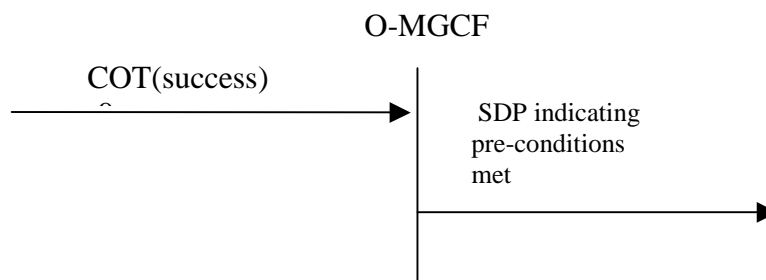 O-MGCF
COT(success)
SDP indicating
pre-conditions
met